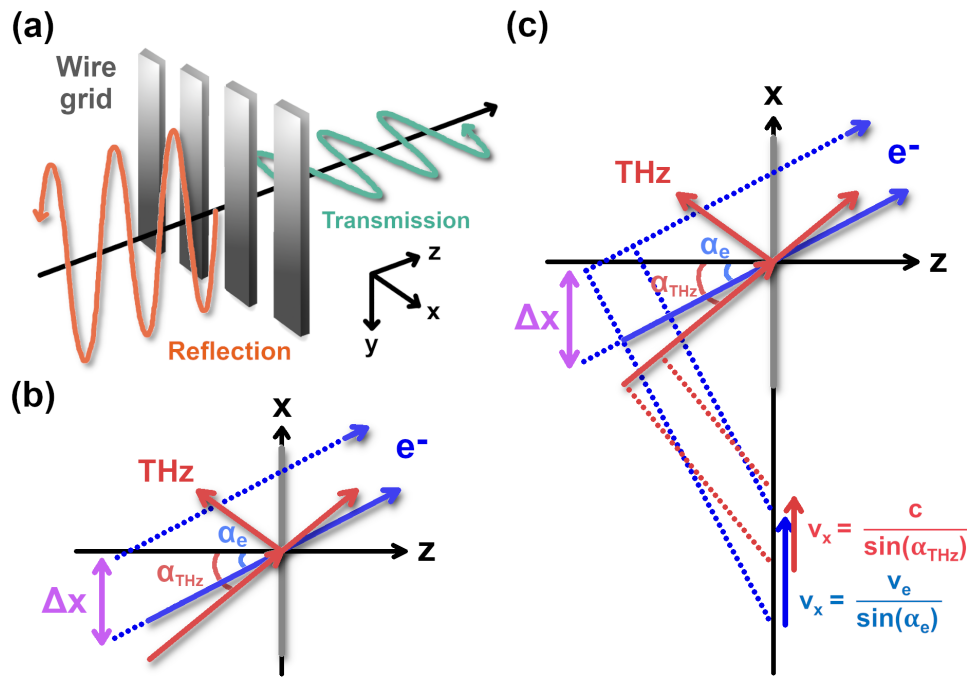 (a)
Wire
grid
Transmission
z
x
y
Reflection
(b)
x
e-
THz
αe
z
αTHz
Δx
(c)
x
e-
THz
αe
z
αTHz
Δx
vx = c / sin(αTHz)
vx = ve / sin(αe)